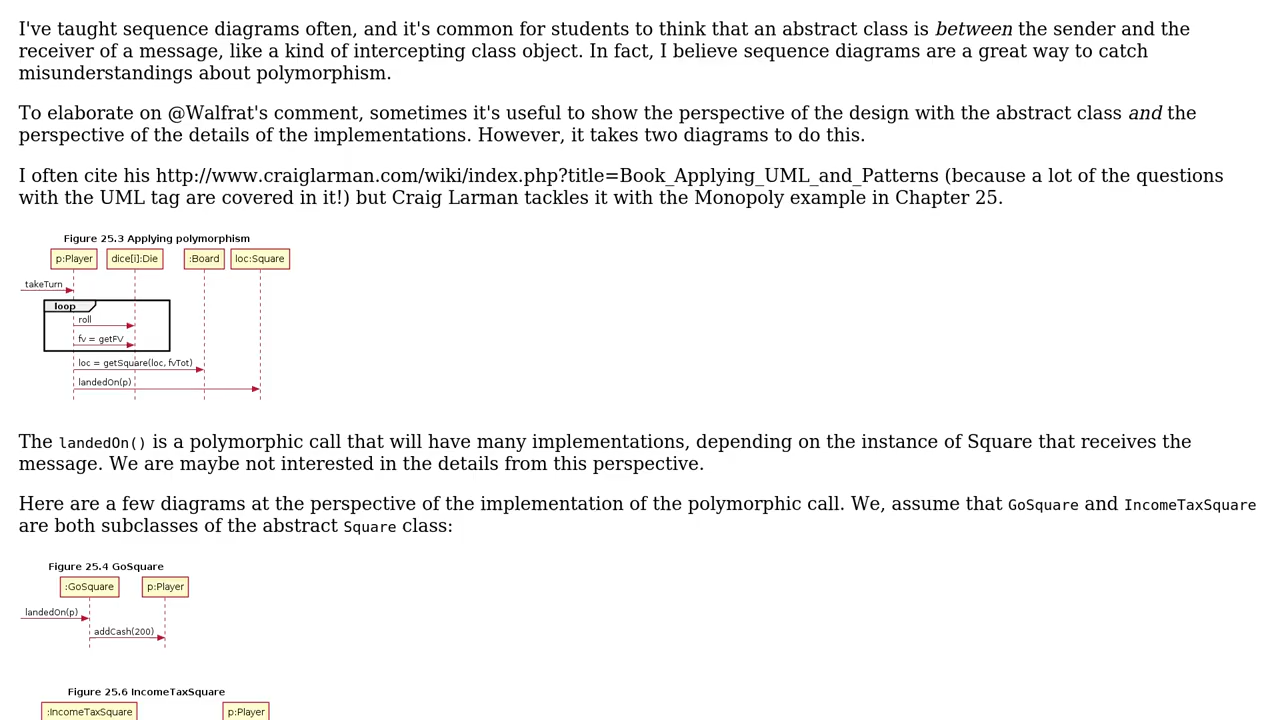 I've taught sequence diagrams often, and it's common for students to think that an abstract class is between the sender and the
receiver of a message, like a kind of intercepting class object. In fact, I believe sequence diagrams are a great way to catch
misunderstandings about polymorphism.
To elaborate on @Walfrat's comment, sometimes it's useful to show the perspective of the design with the abstract class and the
perspective of the details of the implementations. However, it takes two diagrams to do this.
I often cite his http://www.craiglarman.com/wiki/index.php?title=Book_Applying_UML_and_Patterns (because a lot of the questions
with the UML tag are covered in it!) but Craig Larman tackles it with the Monopoly example in Chapter 25.
Figure 25.3 Applying polymorphism
p:Player dice[i]:Die :Board loc:Square
takeTurn
loop
roll
fv = getFV
loc = getSquare(loc, fvTot)
landedOn(p)
The landedOn() is a polymorphic call that will have many implementations, depending on the instance of Square that receives the
message. We are maybe not interested in the details from this perspective.
Here are a few diagrams at the perspective of the implementation of the polymorphic call. We, assume that GoSquare and IncomeTaxSquare
are both subclasses of the abstract Square class:
Figure 25.4 GoSquare
:GoSquare p:Player
landedOn(p)
addCash(200)
Figure 25.6 IncomeTaxSquare
:IncomeTaxSquare p:Player